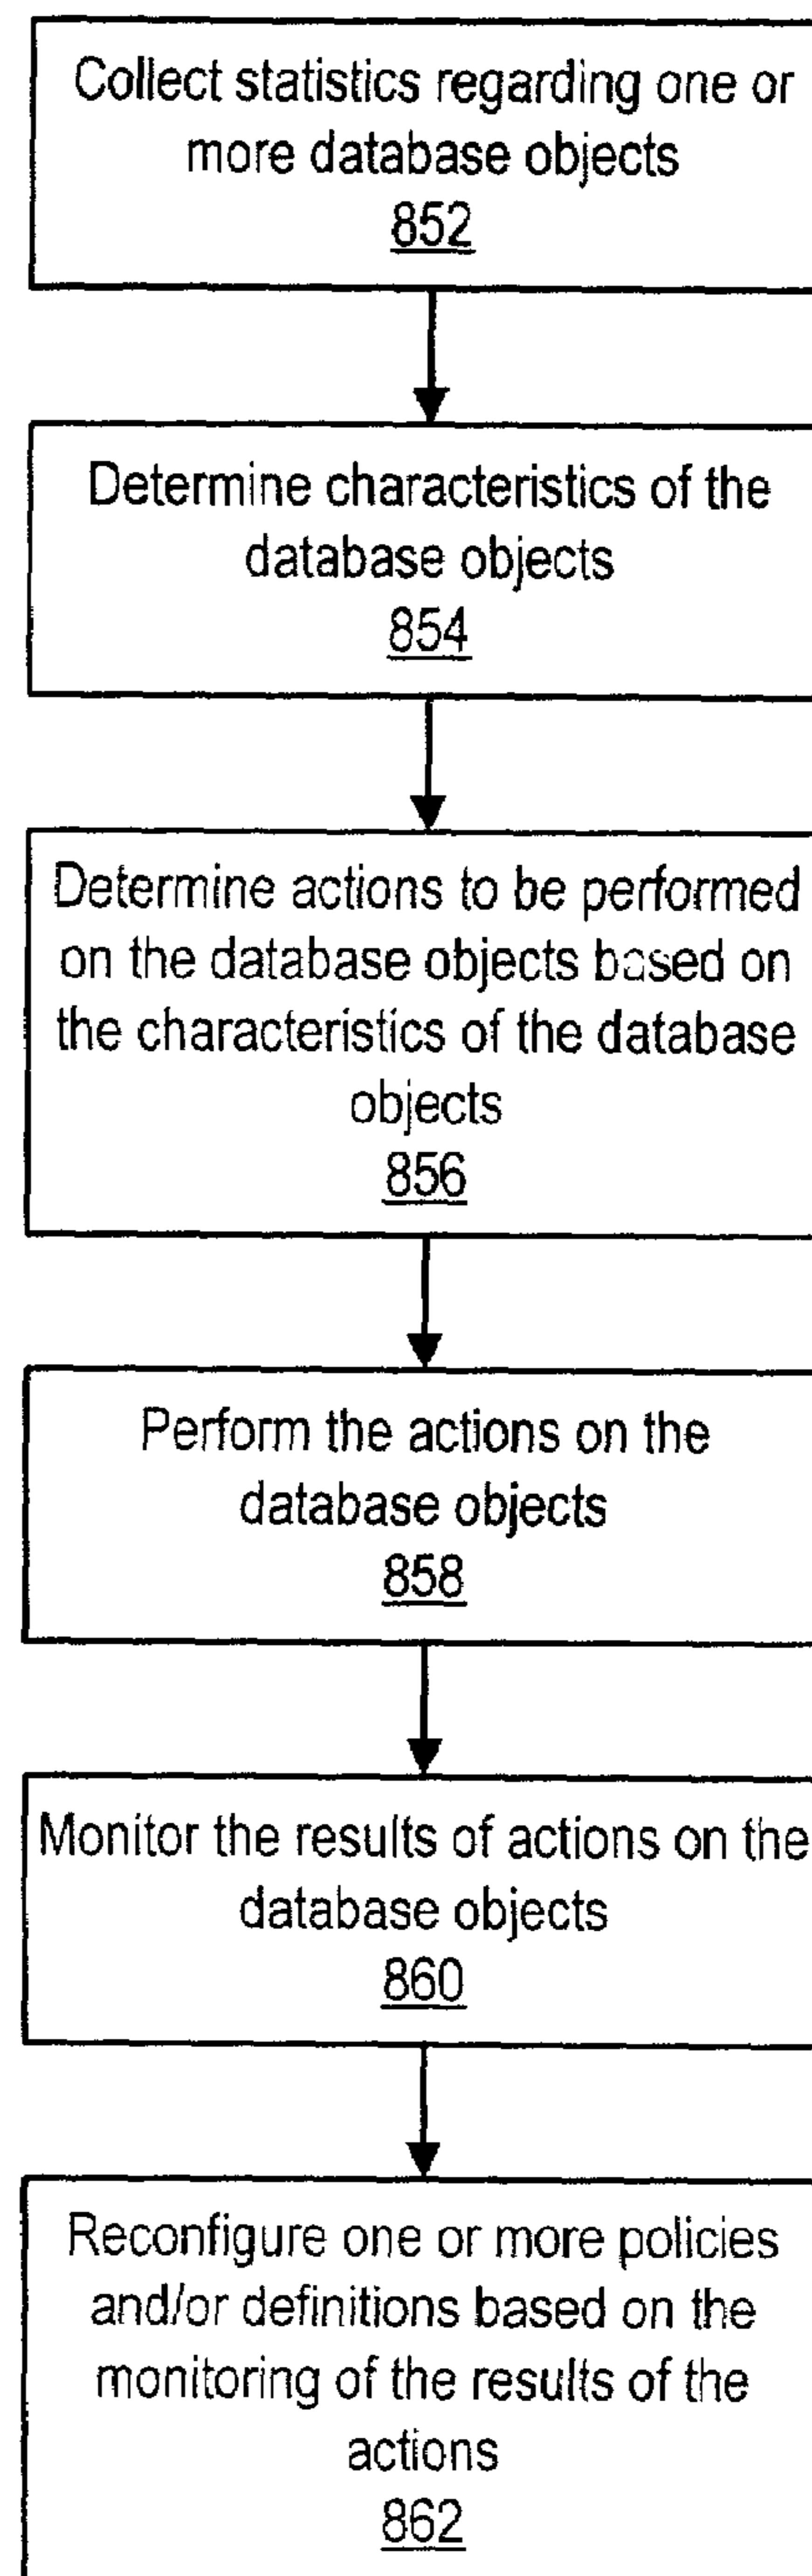 Collect statistics regarding one or
more database objects
852
Determine characteristics of the
database objects
854
Determine actions to be performed
on the database objects based on
the characteristics of the database
objects
856
Perform the actions on the
database objects
858
Monitor the results of actions on the
database objects
860
Reconfigure one or more policies
and/or definitions based on the
monitoring of the results of the
actions
862